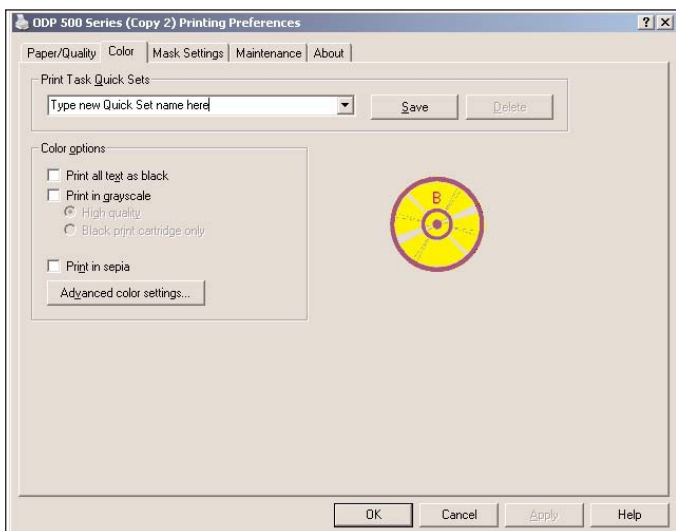 ODP 500 Series (Copy 2) Printing Preferences
Paper/Quality Color Mask Settings Maintenance About
Print Task Quick Sets
Type new Quick Set name here Save Delete
Color options
Print all text as black
Print in grayscale
High quality
Black print cartridge only
B
Print in sepia
Advanced color settings...
OK Cancel Apply Help